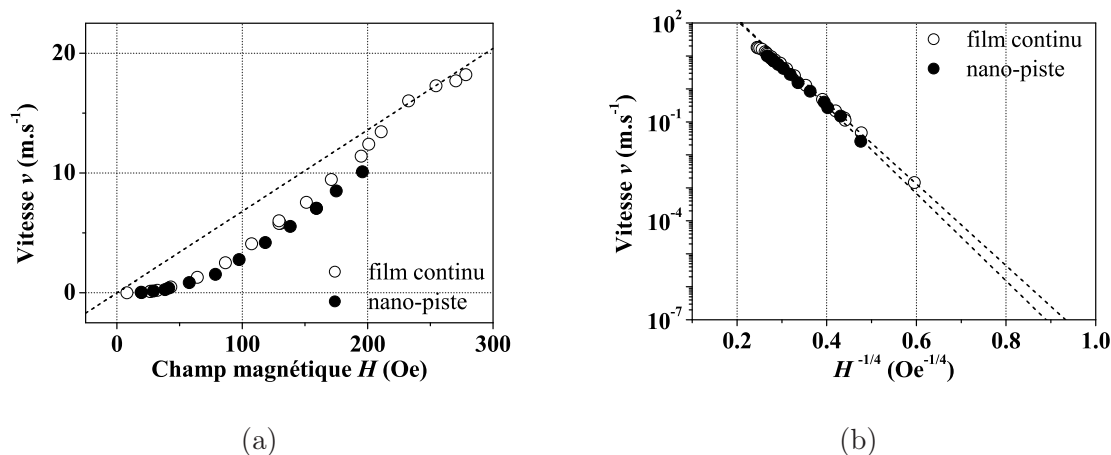 20
10
0
Vitesse v (m.s⁻¹)
film continu
nano-piste
0 100 200 300
Champ magnétique H (Oe)
(a)
10²
10⁻¹
10⁻⁴
10⁻⁷
Vitesse v (m.s⁻¹)
film continu
nano-piste
0.2 0.4 0.6 0.8 1.0
H⁻¹/⁴ (Oe⁻¹/⁴)
(b)